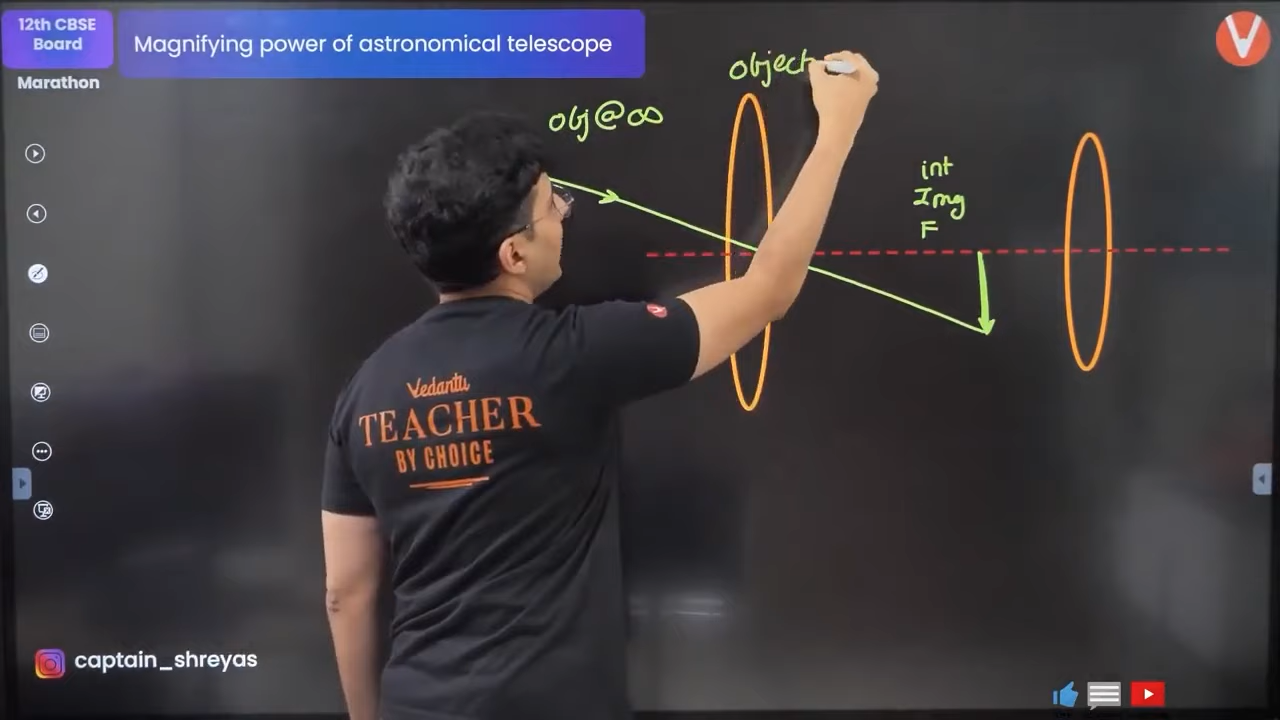 12th CBSE
Board
Marathon
Magnifying power of astronomical telescope
object
obj@∞
int
Img
F
Vedantu
TEACHER
BY CHOICE
captain_shreyas